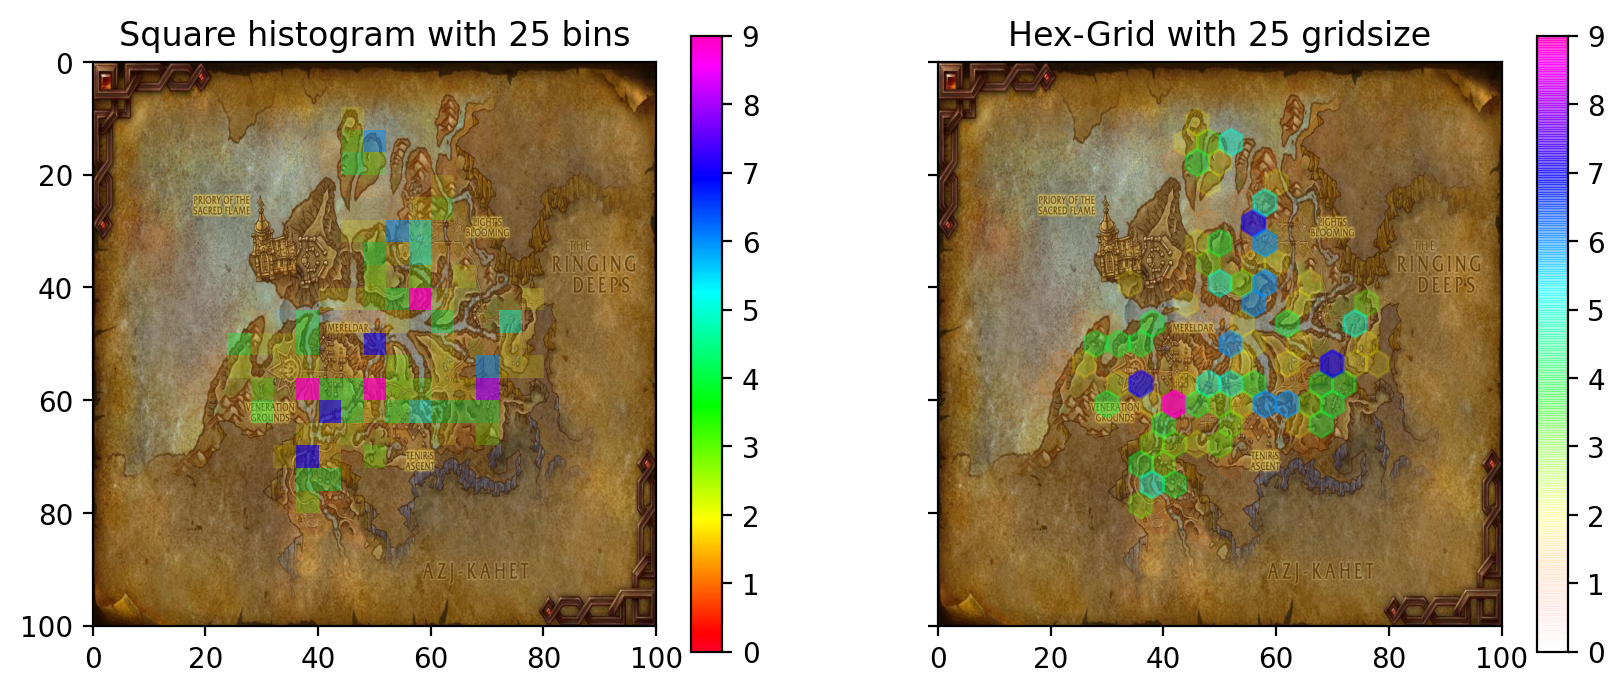 Square histogram with 25 bins
0
20
40
60
80
100
0
20
40
60
80
100
PRIORY OF THE
SACRED FLAME
LIGHT'S
BLOOMING
THE
RINGING
DEEPS
MERELDAR
VENERATION
GROUNDS
TENIR'S
ASCENT
AZJ-KAHET
9
8
7
6
5
4
3
2
1
0
Hex-Grid with 25 gridsize
0
20
40
60
80
100
PRIORY OF THE
SACRED FLAME
LIGHT'S
BLOOMING
THE
RINGING
DEEPS
MERELDAR
VENERATION
GROUNDS
TENIR'S
ASCENT
AZJ-KAHET
9
8
7
6
5
4
3
2
1
0